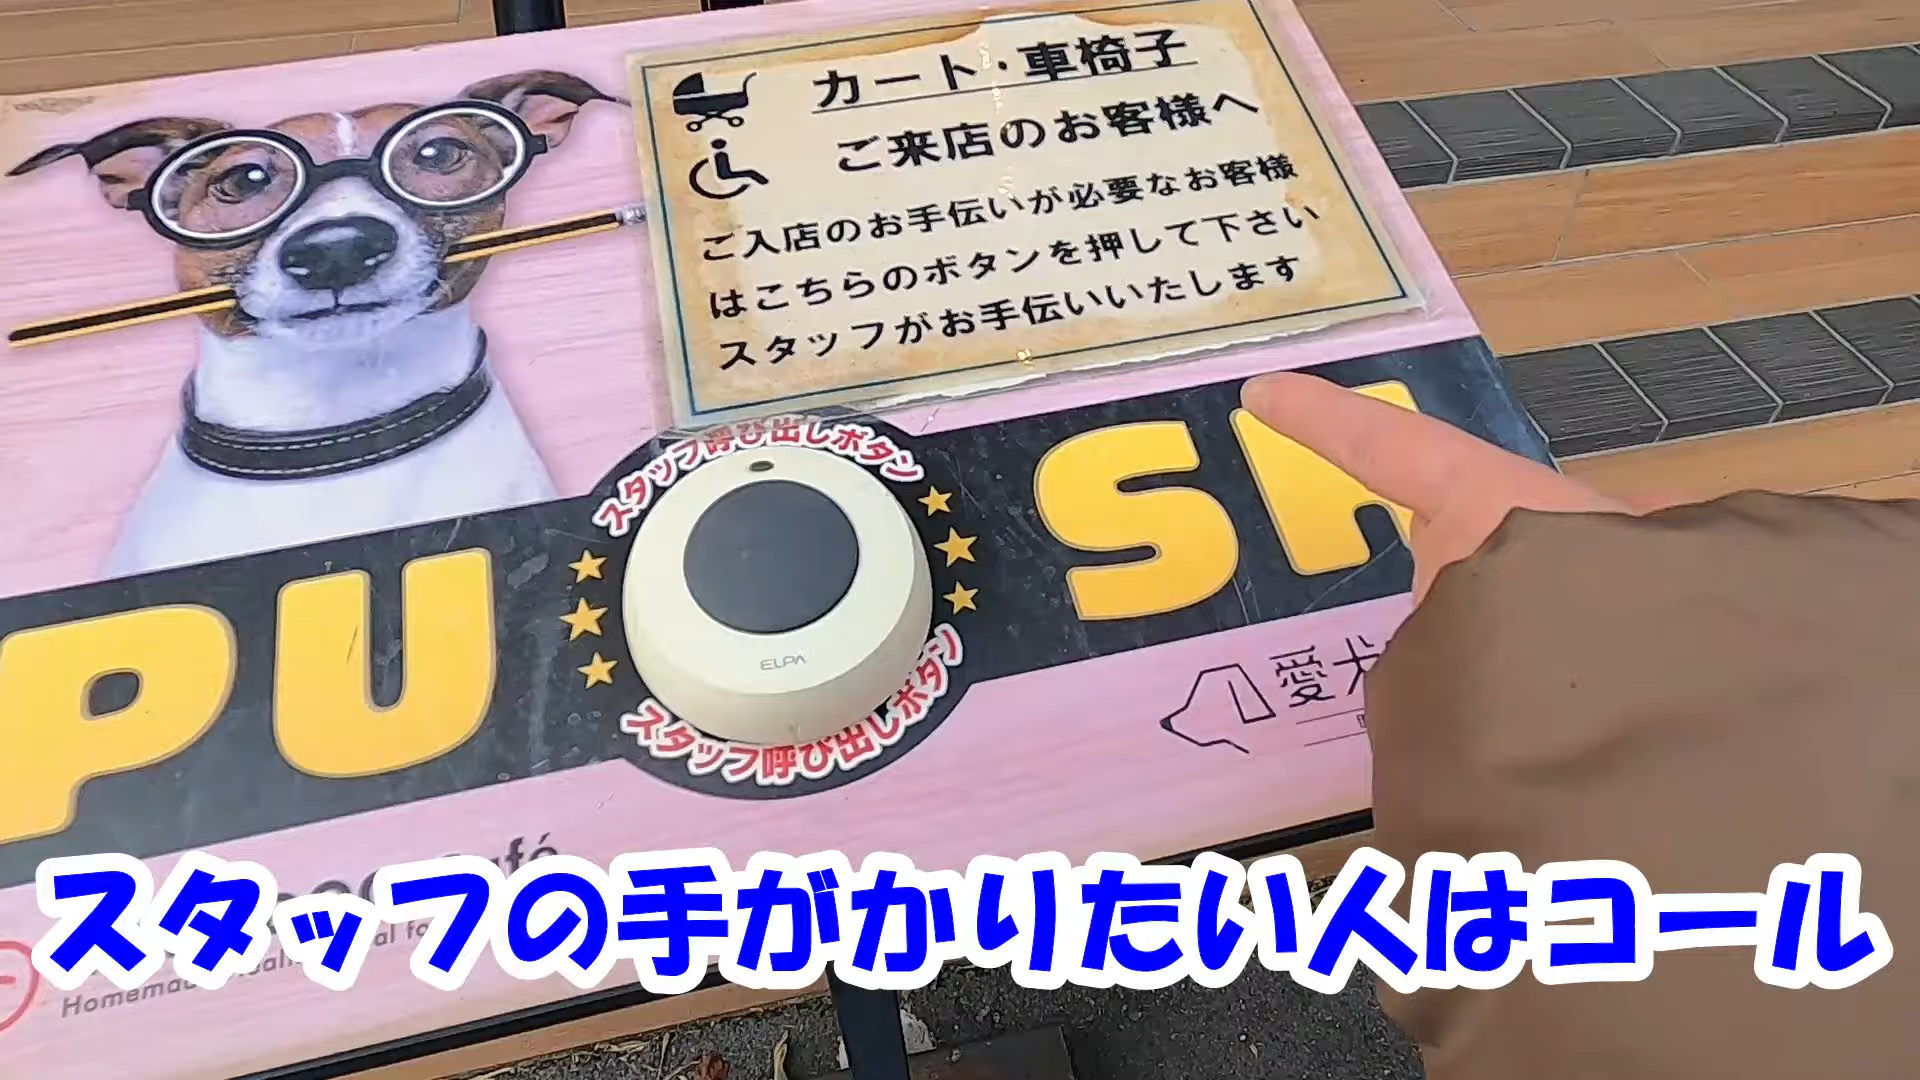 カート・車椅子
ご来店のお客様へ
ご入店のお手伝いが必要なお客様
はこちらのボタンを押して下さい
スタッフがお手伝いいたします
スタッフ呼び出しボタン
PU SH
ELPA
スタッフ呼び出しボタン
愛犬
スタッフの手がかりたい人はコール